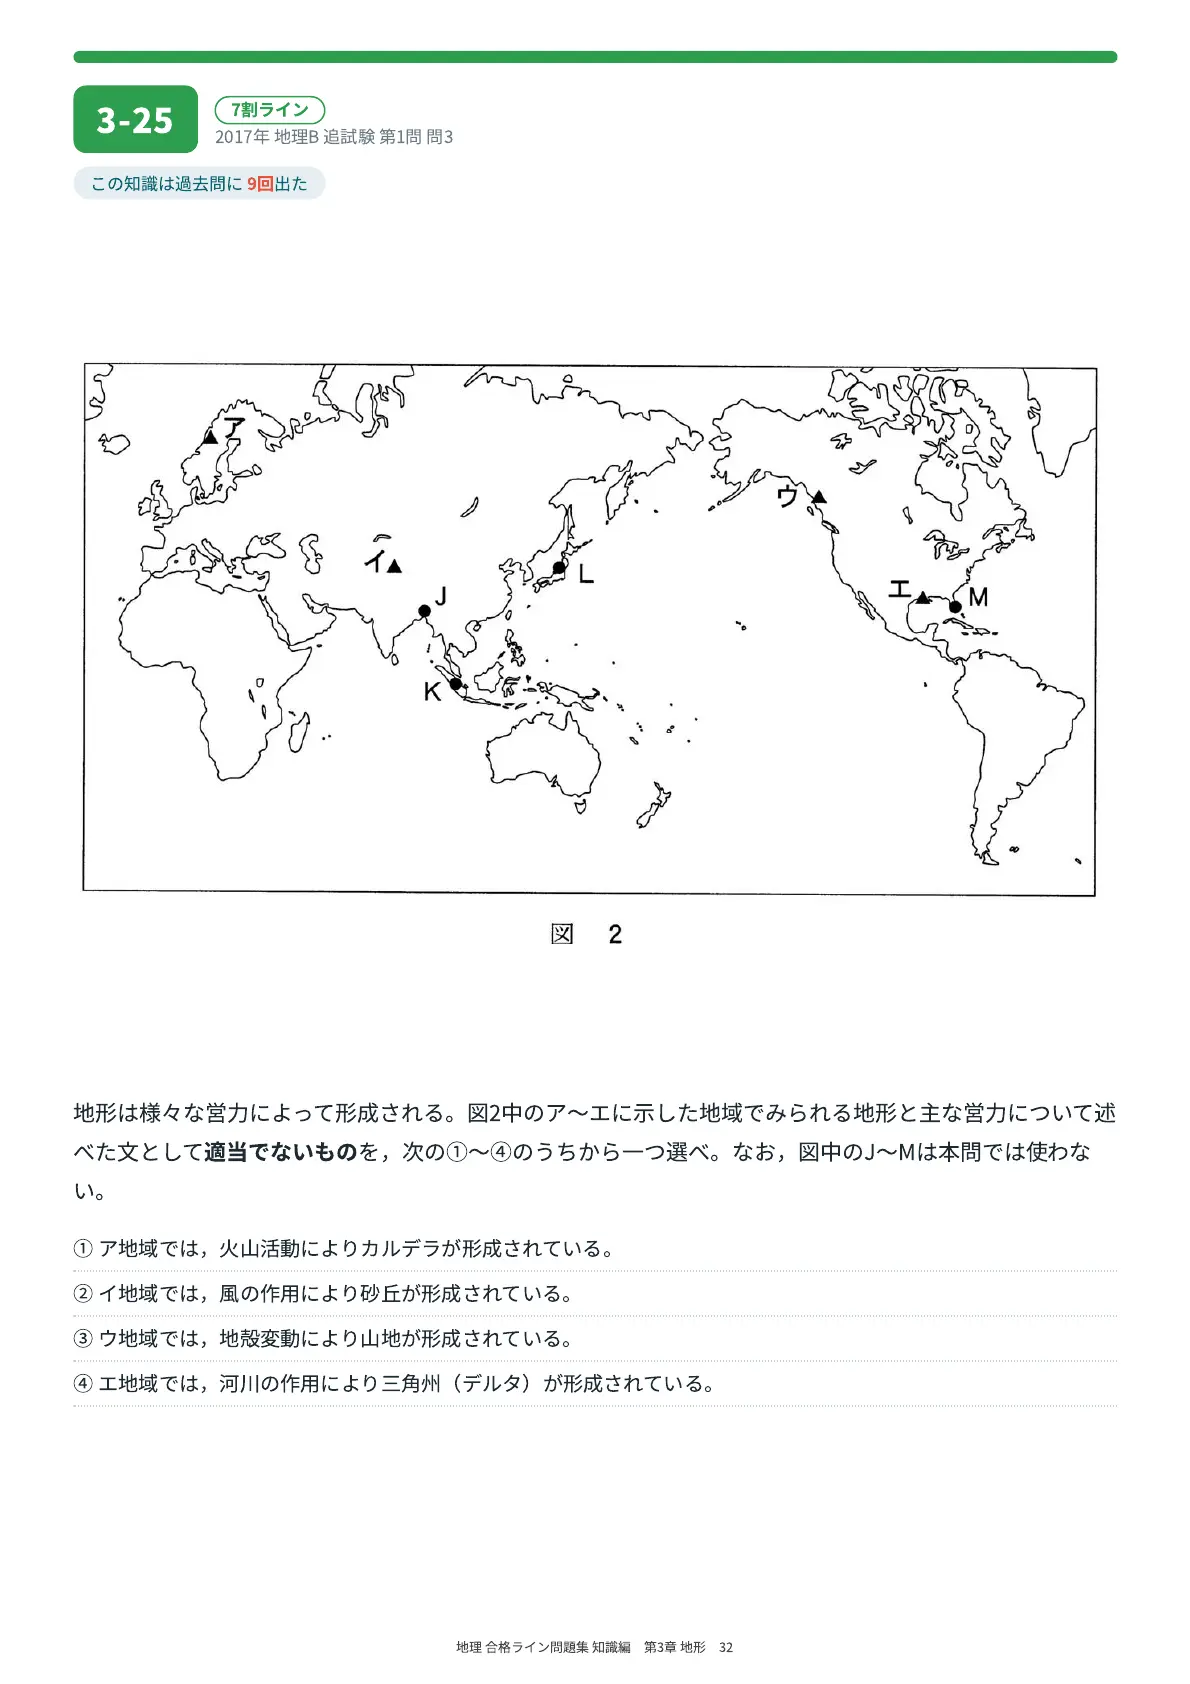 3-25
7割ライン
2017年 地理B 追試験 第1問 問3
この知識は過去問に 9回出た
ア
ウ
イ
J
L
エ
M
K
図 2
地形は様々な営力によって形成される。図2中のア〜エに示した地域でみられる地形と主な営力について述
べた文として適当でないものを，次の①〜④のうちから一つ選べ。なお，図中のJ〜Mは本問では使わな
い。
① ア地域では，火山活動によりカルデラが形成されている。
② イ地域では，風の作用により砂丘が形成されている。
③ ウ地域では，地殻変動により山地が形成されている。
④ エ地域では，河川の作用により三角州（デルタ）が形成されている。
地理 合格ライン問題集 知識編 第3章 地形 32